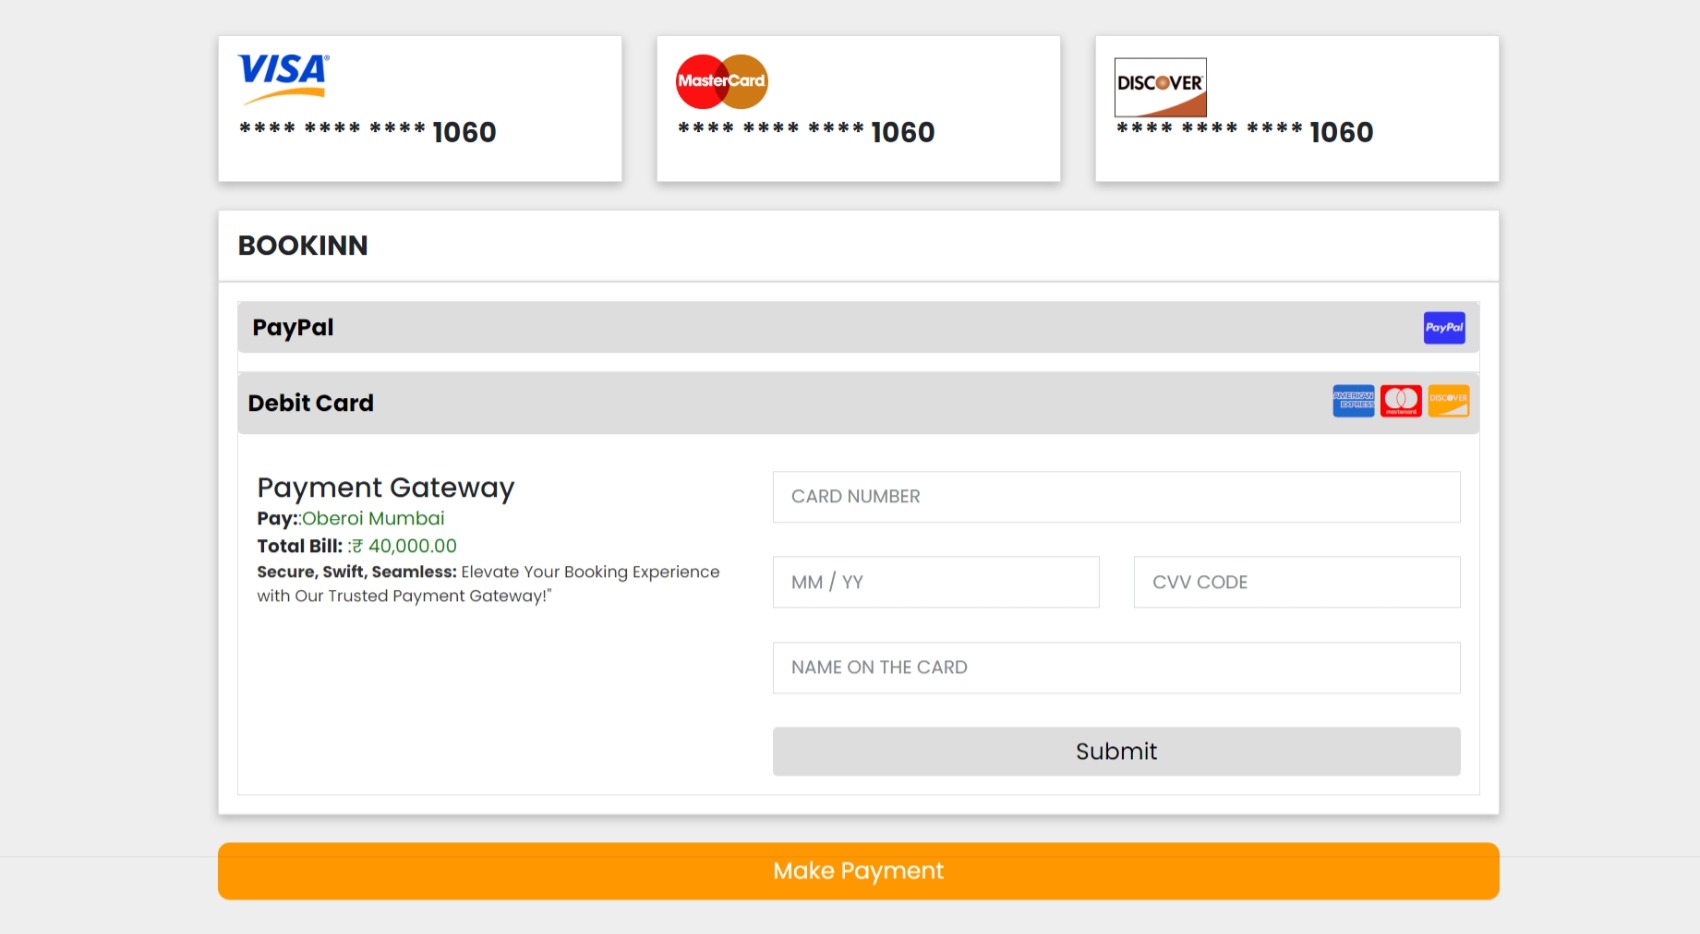 VISA
MasterCard
DISCOVER
**** **** **** 1060
**** **** **** 1060
**** **** **** 1060
BOOKINN
PayPal
PayPal
Debit Card
AMERICAN EXPRESS
mastercard
DISCOVER
Payment Gateway
Pay::Oberoi Mumbai
Total Bill: :₹ 40,000.00
Secure, Swift, Seamless: Elevate Your Booking Experience
with Our Trusted Payment Gateway!"
CARD NUMBER
MM / YY
CVV CODE
NAME ON THE CARD
Submit
Make Payment